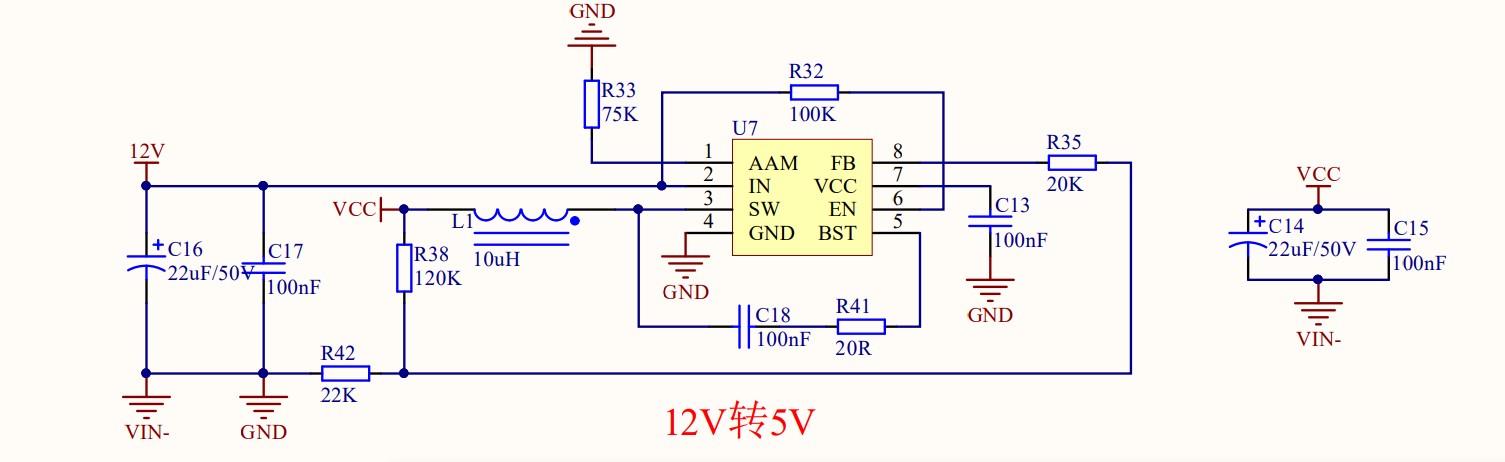 GND
R33
75K
R32
100K
U7
12V
1
AAM
FB
8
R35
20K
2
IN
VCC
7
3
SW
EN
6
4
GND
BST
5
VCC
L1
10uH
C13
100nF
GND
VCC
C14
22uF/50V
C15
100nF
VIN-
C16
22uF/50V
C17
100nF
R38
120K
GND
C18
100nF
R41
20R
R42
22K
VIN-
GND
12V转5V